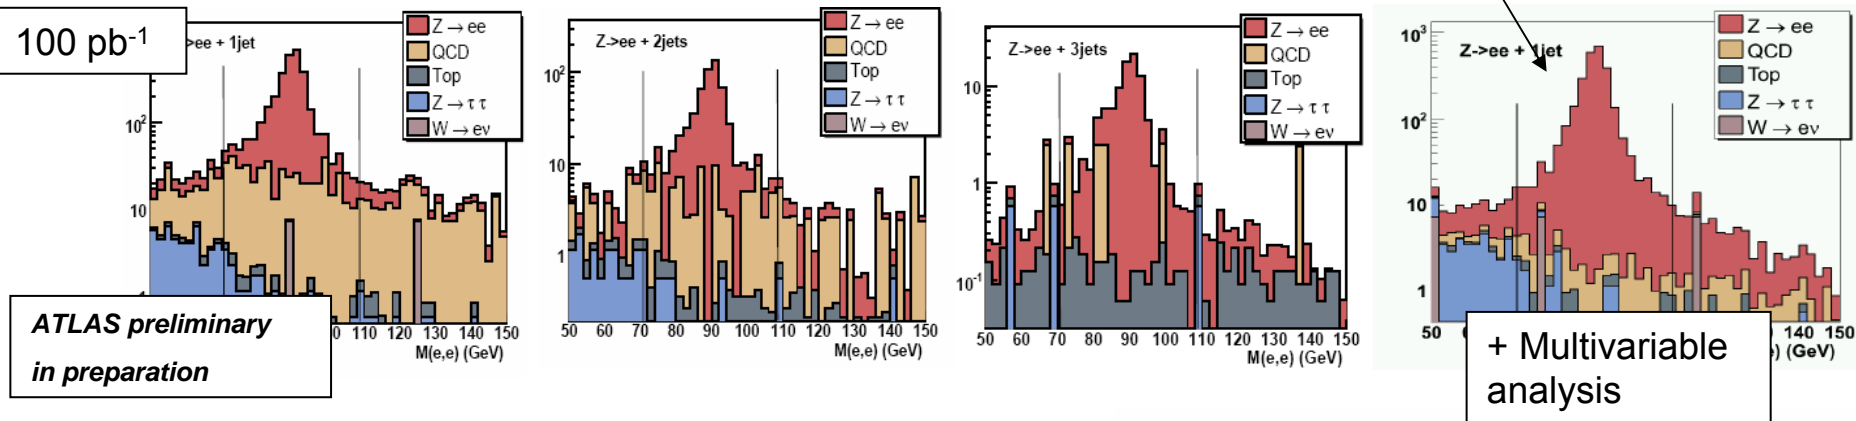 100 pb-1
>ee + 1jet
Z → ee
QCD
Top
Z → τ τ
W → eν
10²
10
110 120 130 140 150
M(e,e) (GeV)
ATLAS preliminary
in preparation
Z->ee + 2jets
Z → ee
QCD
Top
Z → τ τ
W → eν
10²
10
1
50 60 70 80 90 100 110 120 130 140 150
M(e,e) (GeV)
Z->ee + 3jets
Z → ee
QCD
Top
Z → τ τ
W → eν
10
1
10⁻¹
50 60 70 80 90 100 110 120 130 140 150
M(e,e) (GeV)
Z->ee + 1jet
Z → ee
QCD
Top
Z → τ τ
W → eν
10³
10²
10
1
50 140 150
) (GeV)
+ Multivariable
analysis